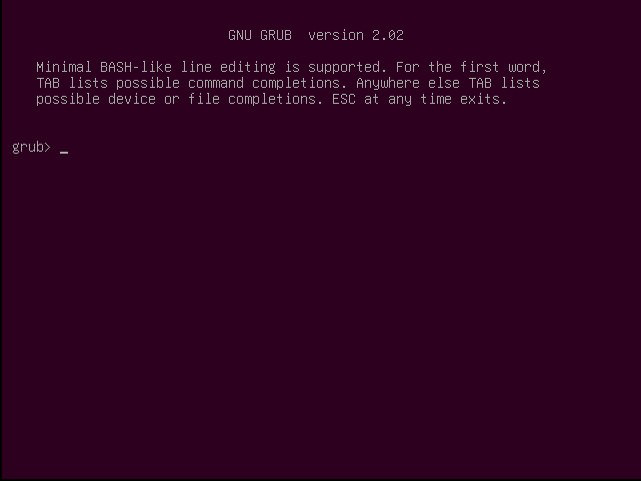 GNU GRUB  version 2.02
Minimal BASH-like line editing is supported. For the first word,
TAB lists possible command completions. Anywhere else TAB lists
possible device or file completions. ESC at any time exits.
grub> _